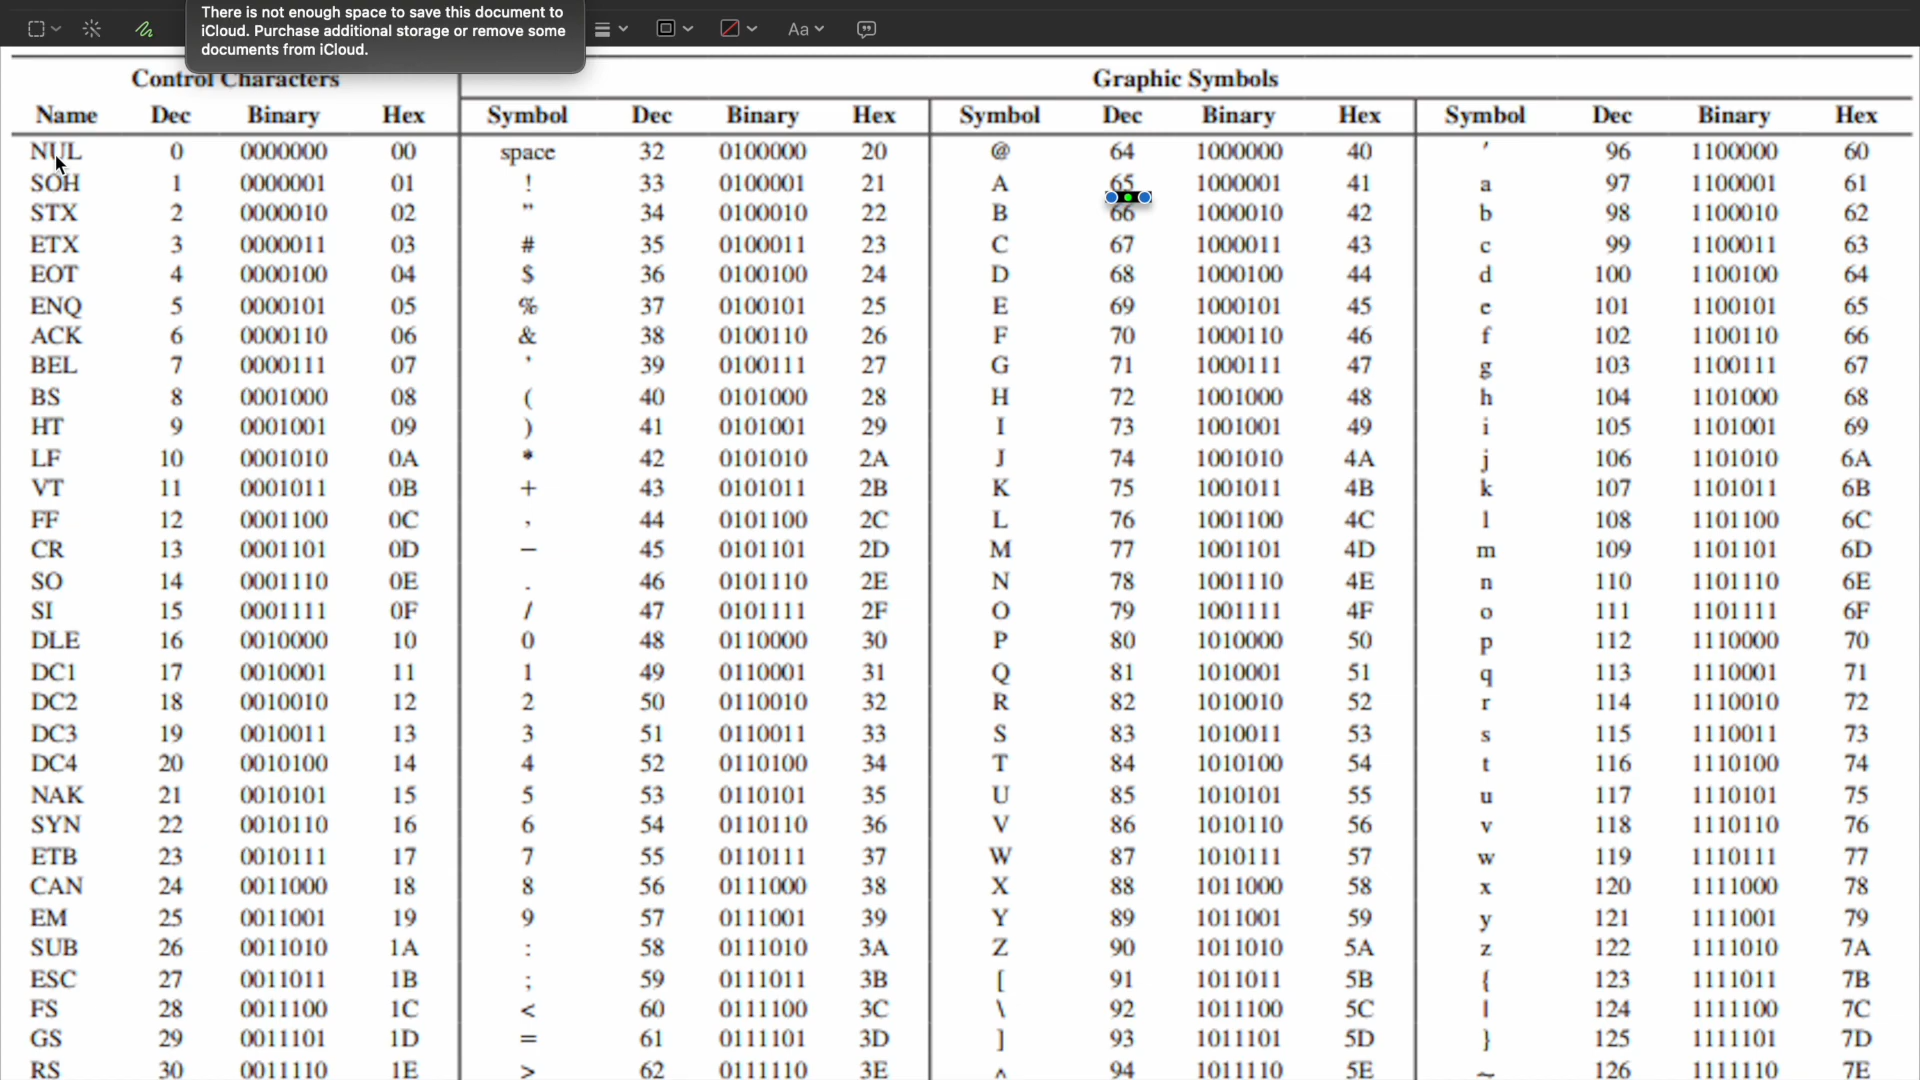 There is not enough space to save this document to
iCloud. Purchase additional storage or remove some
documents from iCloud.
Aa
Control Characters Graphic Symbols
Name Dec Binary Hex Symbol Dec Binary Hex Symbol Dec Binary Hex Symbol Dec Binary Hex
NUL 0 0000000 00 space 32 0100000 20 @ 64 1000000 40 ′ 96 1100000 60
SOH 1 0000001 01 ! 33 0100001 21 A 65 1000001 41 a 97 1100001 61
STX 2 0000010 02 ” 34 0100010 22 B 66 1000010 42 b 98 1100010 62
ETX 3 0000011 03 # 35 0100011 23 C 67 1000011 43 c 99 1100011 63
EOT 4 0000100 04 $ 36 0100100 24 D 68 1000100 44 d 100 1100100 64
ENQ 5 0000101 05 % 37 0100101 25 E 69 1000101 45 e 101 1100101 65
ACK 6 0000110 06 & 38 0100110 26 F 70 1000110 46 f 102 1100110 66
BEL 7 0000111 07 ’ 39 0100111 27 G 71 1000111 47 g 103 1100111 67
BS 8 0001000 08 ( 40 0101000 28 H 72 1001000 48 h 104 1101000 68
HT 9 0001001 09 ) 41 0101001 29 I 73 1001001 49 i 105 1101001 69
LF 10 0001010 0A * 42 0101010 2A J 74 1001010 4A j 106 1101010 6A
VT 11 0001011 0B + 43 0101011 2B K 75 1001011 4B k 107 1101011 6B
FF 12 0001100 0C , 44 0101100 2C L 76 1001100 4C l 108 1101100 6C
CR 13 0001101 0D − 45 0101101 2D M 77 1001101 4D m 109 1101101 6D
SO 14 0001110 0E . 46 0101110 2E N 78 1001110 4E n 110 1101110 6E
SI 15 0001111 0F / 47 0101111 2F O 79 1001111 4F o 111 1101111 6F
DLE 16 0010000 10 0 48 0110000 30 P 80 1010000 50 p 112 1110000 70
DC1 17 0010001 11 1 49 0110001 31 Q 81 1010001 51 q 113 1110001 71
DC2 18 0010010 12 2 50 0110010 32 R 82 1010010 52 r 114 1110010 72
DC3 19 0010011 13 3 51 0110011 33 S 83 1010011 53 s 115 1110011 73
DC4 20 0010100 14 4 52 0110100 34 T 84 1010100 54 t 116 1110100 74
NAK 21 0010101 15 5 53 0110101 35 U 85 1010101 55 u 117 1110101 75
SYN 22 0010110 16 6 54 0110110 36 V 86 1010110 56 v 118 1110110 76
ETB 23 0010111 17 7 55 0110111 37 W 87 1010111 57 w 119 1110111 77
CAN 24 0011000 18 8 56 0111000 38 X 88 1011000 58 x 120 1111000 78
EM 25 0011001 19 9 57 0111001 39 Y 89 1011001 59 y 121 1111001 79
SUB 26 0011010 1A : 58 0111010 3A Z 90 1011010 5A z 122 1111010 7A
ESC 27 0011011 1B ; 59 0111011 3B [ 91 1011011 5B { 123 1111011 7B
FS 28 0011100 1C < 60 0111100 3C \ 92 1011100 5C | 124 1111100 7C
GS 29 0011101 1D = 61 0111101 3D ] 93 1011101 5D } 125 1111101 7D
RS 30 0011110 1E > 62 0111110 3E ^ 94 1011110 5E ~ 126 1111110 7E